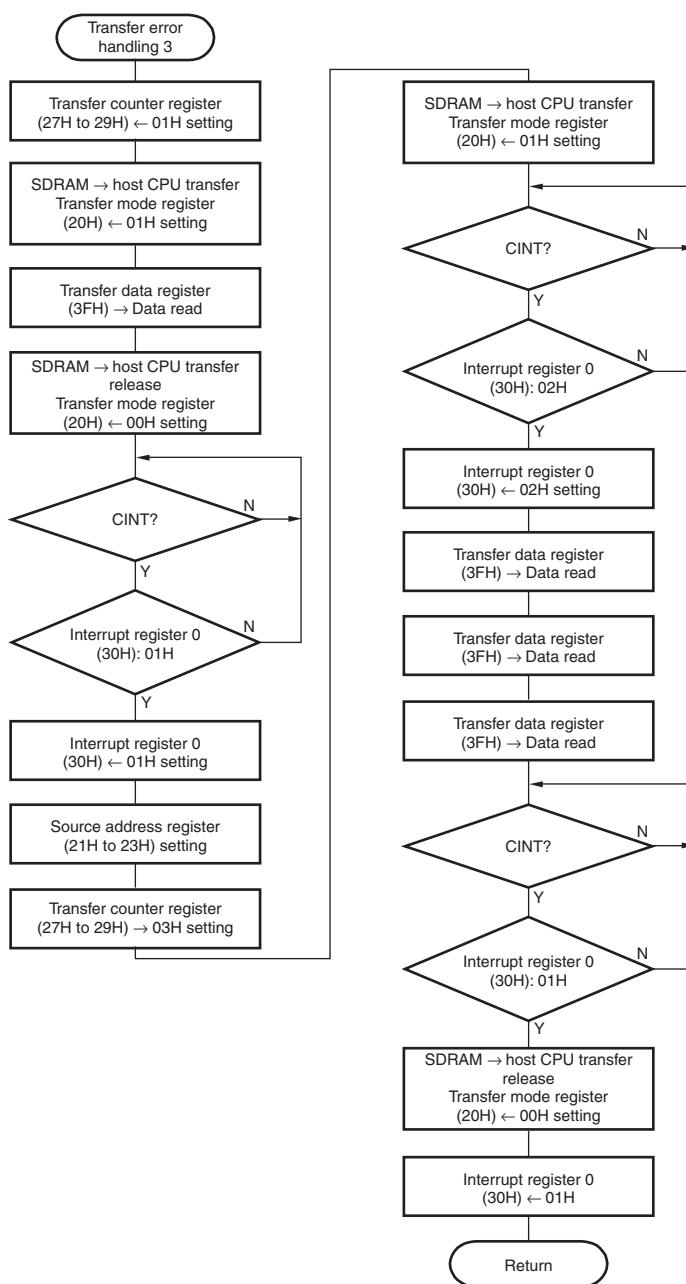 Transfer error
handling 3
Transfer counter register
(27H to 29H) ← 01H setting
SDRAM → host CPU transfer
Transfer mode register
(20H) ← 01H setting
Transfer data register
(3FH) → Data read
SDRAM → host CPU transfer
release
Transfer mode register
(20H) ← 00H setting
CINT?
N
Y
Interrupt register 0
(30H): 01H
N
Y
Interrupt register 0
(30H) ← 01H setting
Source address register
(21H to 23H) setting
Transfer counter register
(27H to 29H) → 03H setting
SDRAM → host CPU transfer
Transfer mode register
(20H) ← 01H setting
CINT?
N
Y
Interrupt register 0
(30H): 02H
N
Y
Interrupt register 0
(30H) ← 02H setting
Transfer data register
(3FH) → Data read
Transfer data register
(3FH) → Data read
Transfer data register
(3FH) → Data read
CINT?
N
Y
Interrupt register 0
(30H): 01H
N
Y
SDRAM → host CPU transfer
release
Transfer mode register
(20H) ← 00H setting
Interrupt register 0
(30H) ← 01H
Return